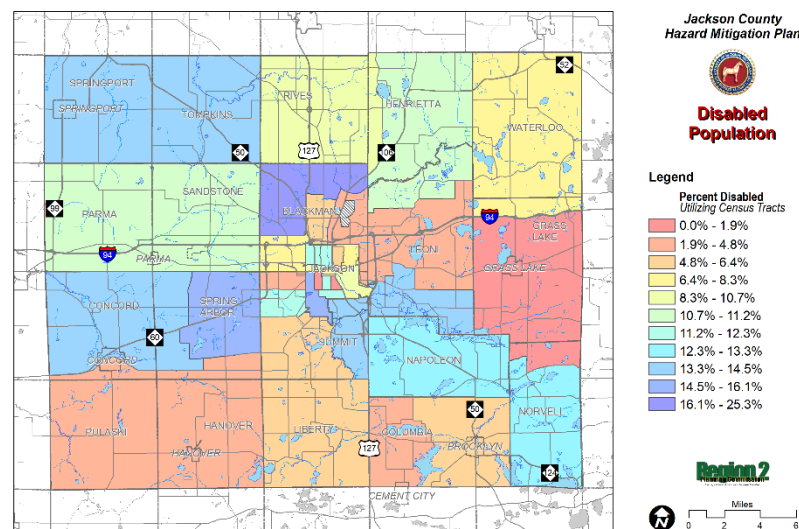 Jackson County
Hazard Mitigation Plan
Disabled
Population
Legend
Percent Disabled
Utilizing Census Tracts
0.0% - 1.9%
1.9% - 4.8%
4.8% - 6.4%
6.4% - 8.3%
8.3% - 10.7%
10.7% - 11.2%
11.2% - 12.3%
12.3% - 13.3%
13.3% - 14.5%
14.5% - 16.1%
16.1% - 25.3%
Region 2
Planning Commission
N
Miles
0 2 4 6
SPRINGPORT
SPRINGPORT
TOMPKINS
RIVES
HENRIETTA
WATERLOO
52
50
127
106
SANDSTONE
PARMA
99
94
PARMA
BLACKMAN
LEONI
94
GRASS
LAKE
GRASS LAKE
JACKSON
CONCORD
SPRING
ARBOR
60
CONCORD
SUMMIT
NAPOLEON
NORVELL
PULASKI
HANOVER
HANOVER
LIBERTY
127
COLUMBIA
50
BROOKLYN
124
CEMENT CITY